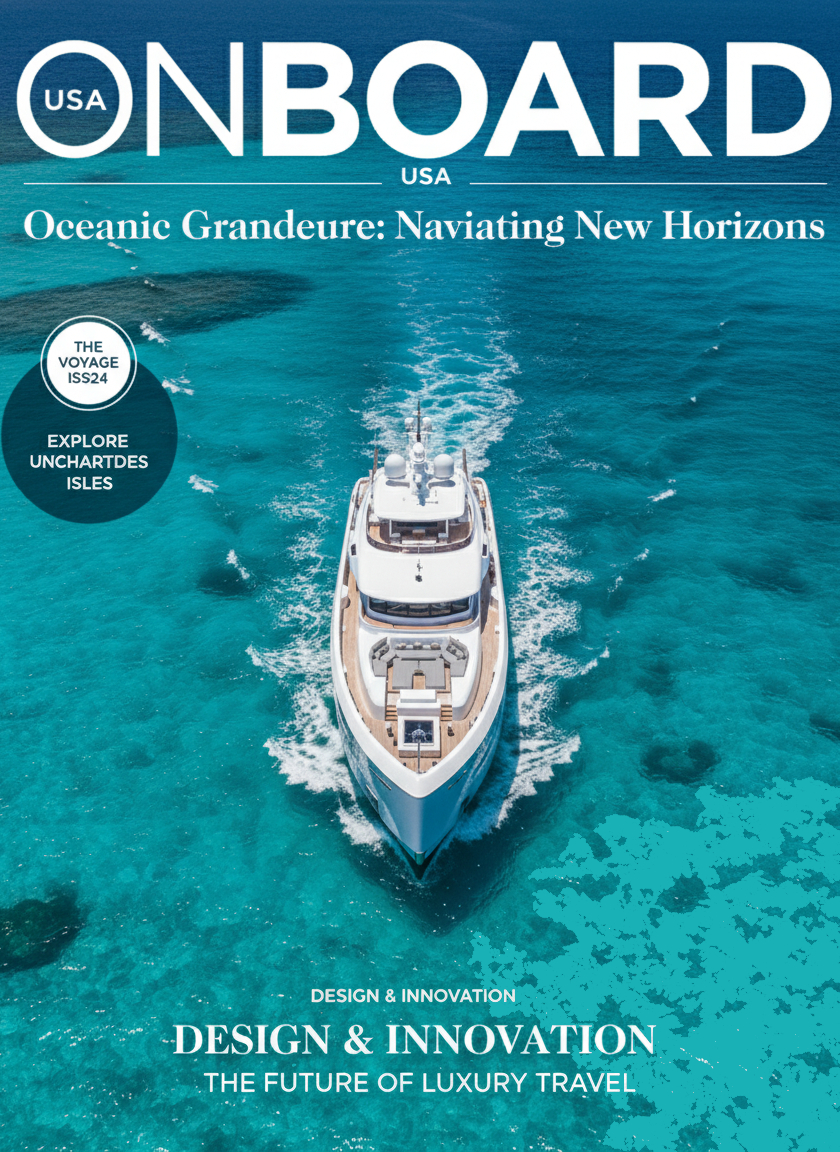 ONBOARD
USA
USA
Oceanic Grandeure: Naviating New Horizons
THE
VOYAGE
ISS24
EXPLORE
UNCHARTDES
ISLES
DESIGN & INNOVATION
DESIGN & INNOVATION
THE FUTURE OF LUXURY TRAVEL